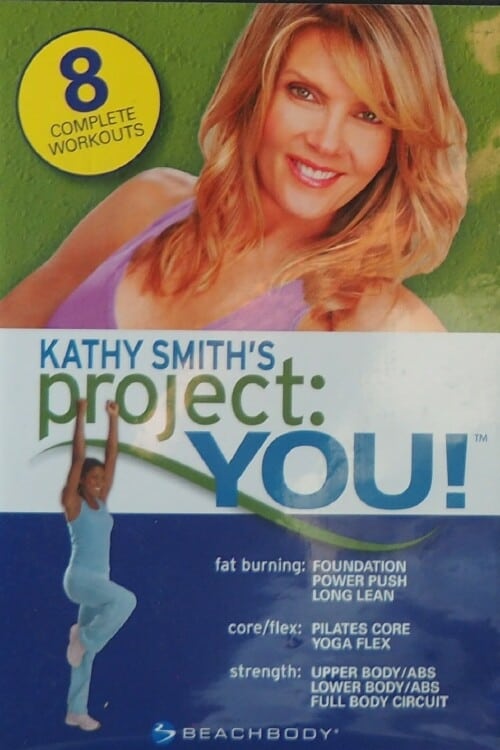 8
COMPLETE
WORKOUTS
KATHY SMITH'S
project:
YOU!™
fat burning: FOUNDATION
POWER PUSH
LONG LEAN
core/flex: PILATES CORE
YOGA FLEX
strength: UPPER BODY/ABS
LOWER BODY/ABS
FULL BODY CIRCUIT
BEACHBODY®